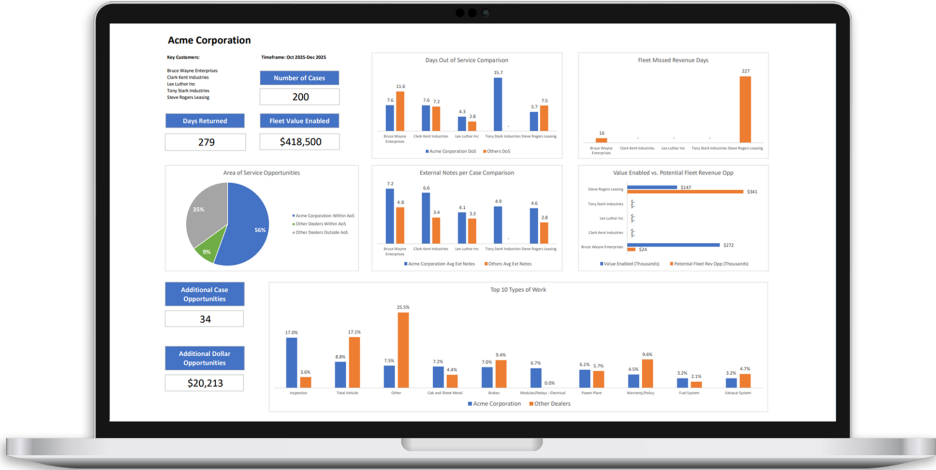 Acme Corporation
Key Customers:
Timeframe: Oct 2025-Dec 2025
Bruce Wayne Enterprises
Clark Kent Industries
Lex Luthor Inc
Tony Stark Industries
Steve Rogers Leasing
Number of Cases
200
Days Returned
279
Fleet Value Enabled
$418,500
Days Out of Service Comparison
7.6
11.6
7.6
7.2
4.3
2.8
15.7
-
5.7
7.5
Bruce Wayne
Enterprises
Clark Kent Industries
Lex Luthor Inc
Tony Stark Industries
Steve Rogers Leasing
Acme Corporation DoS
Others DoS
Fleet Missed Revenue Days
16
-
-
-
227
Bruce Wayne
Enterprises
Clark Kent Industries
Lex Luthor Inc
Tony Stark Industries
Steve Rogers Leasing
Area of Service Opportunities
56%
9%
35%
Acme Corporation Within AoS
Other Dealers Within AoS
Other Dealers Outside AoS
External Notes per Case Comparison
7.2
4.8
6.6
3.4
4.1
3.3
4.9
-
4.6
2.8
Bruce Wayne
Enterprises
Clark Kent Industries
Lex Luthor Inc
Tony Stark Industries
Steve Rogers Leasing
Acme Corporation Avg Ext Notes
Others Avg Ext Notes
Value Enabled vs. Potential Fleet Revenue Opp
Steve Rogers Leasing
$147
$341
Tony Stark Industries
Lex Luthor Inc
Clark Kent Industries
Bruce Wayne Enterprises
$272
$24
Value Enabled (Thousands)
Potential Fleet Rev Opp (Thousands)
Additional Case
Opportunities
34
Additional Dollar
Opportunities
$20,213
Top 10 Types of Work
17.0%
3.6%
8.8%
17.1%
7.5%
25.5%
7.2%
4.4%
7.0%
9.4%
6.7%
0.0%
6.1%
5.7%
4.5%
9.6%
3.2%
2.1%
3.2%
4.7%
Inspection
Total Vehicle
Other
Cab and Sheet Metal
Brakes
Modules/Relays - Electrical
Power Plant
Warranty/Policy
Fuel System
Exhaust System
Acme Corporation
Other Dealers